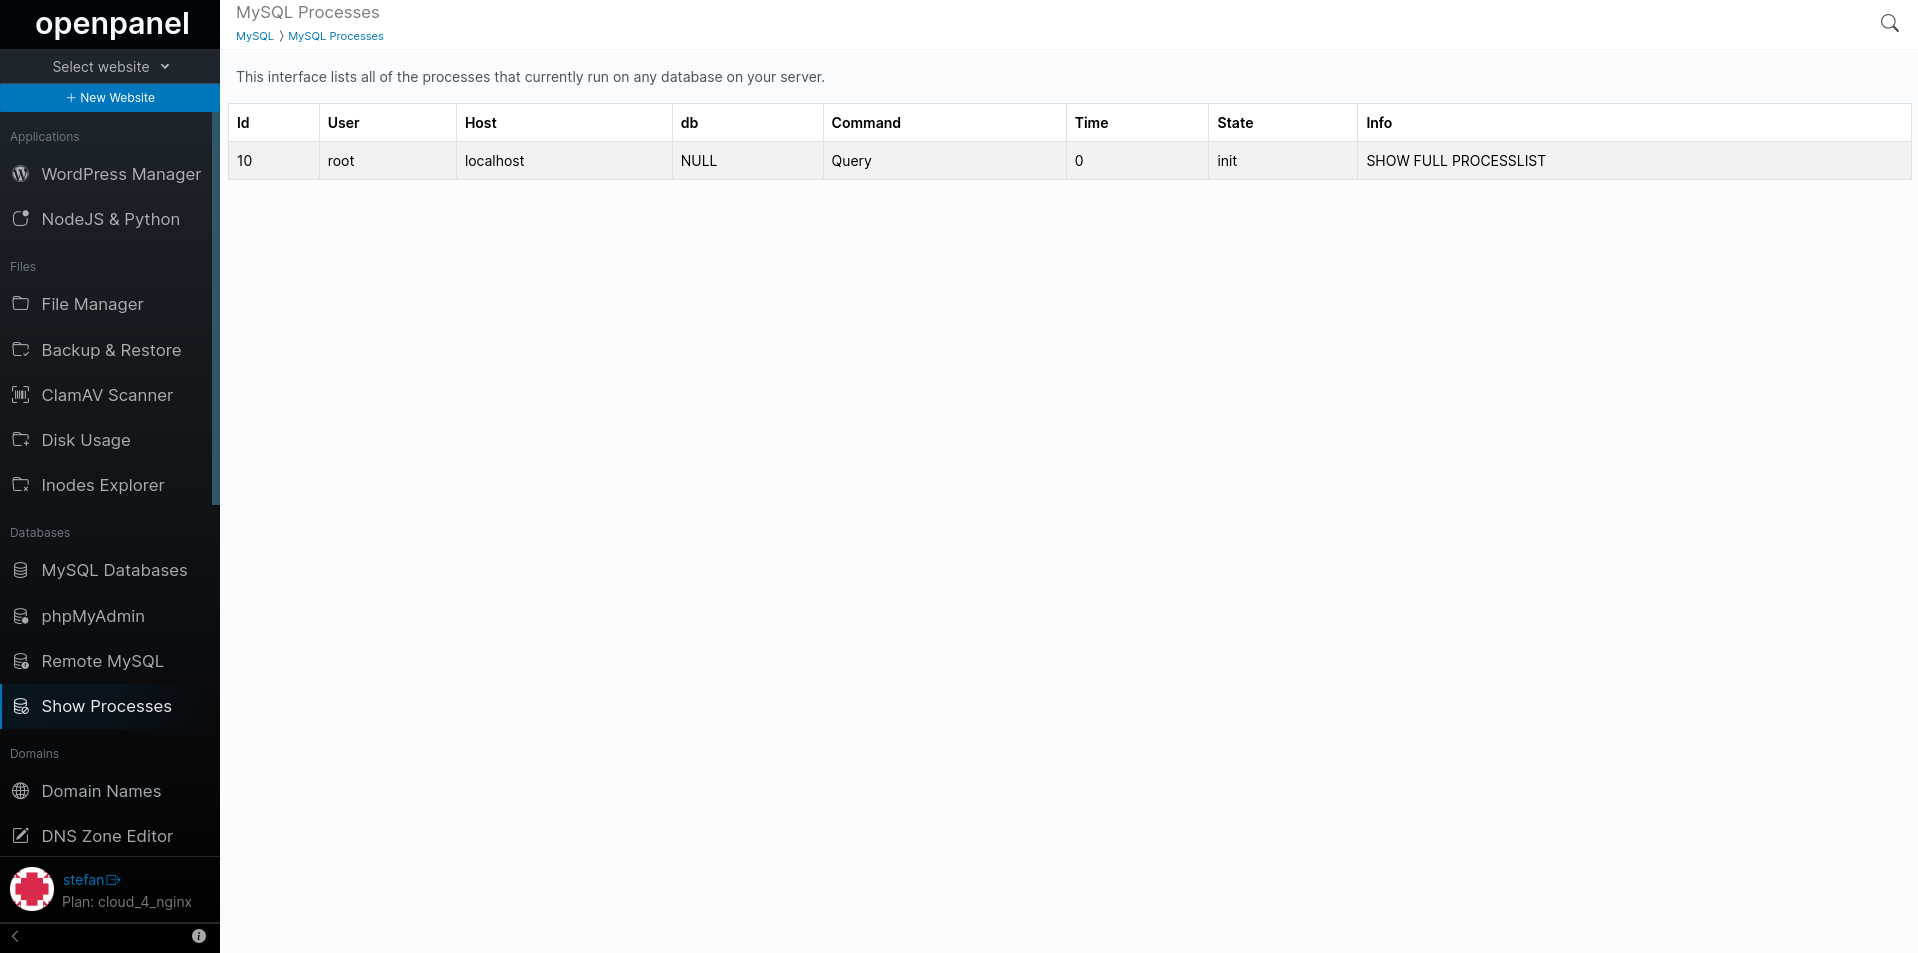 openpanel
Select website
+ New Website
Applications
WordPress Manager
NodeJS & Python
Files
File Manager
Backup & Restore
ClamAV Scanner
Disk Usage
Inodes Explorer
Databases
MySQL Databases
phpMyAdmin
Remote MySQL
Show Processes
Domains
Domain Names
DNS Zone Editor
stefan
Plan: cloud_4_nginx
MySQL Processes
MySQL 〉 MySQL Processes
This interface lists all of the processes that currently run on any database on your server.
Id User Host db Command Time State Info
10 root localhost NULL Query 0 init SHOW FULL PROCESSLIST